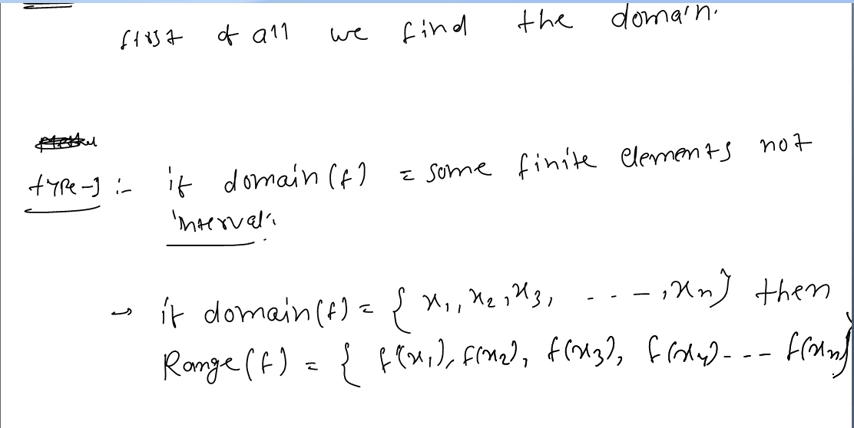 first of all we find the domain.
type-1 :- if domain(f) = some finite elements not
interval.
→ if domain(f) = { x₁, x₂, x₃, - - - , xₙ } then
Range(f) = { f(x₁), f(x₂), f(x₃), f(x₄) - - - f(xₙ) }